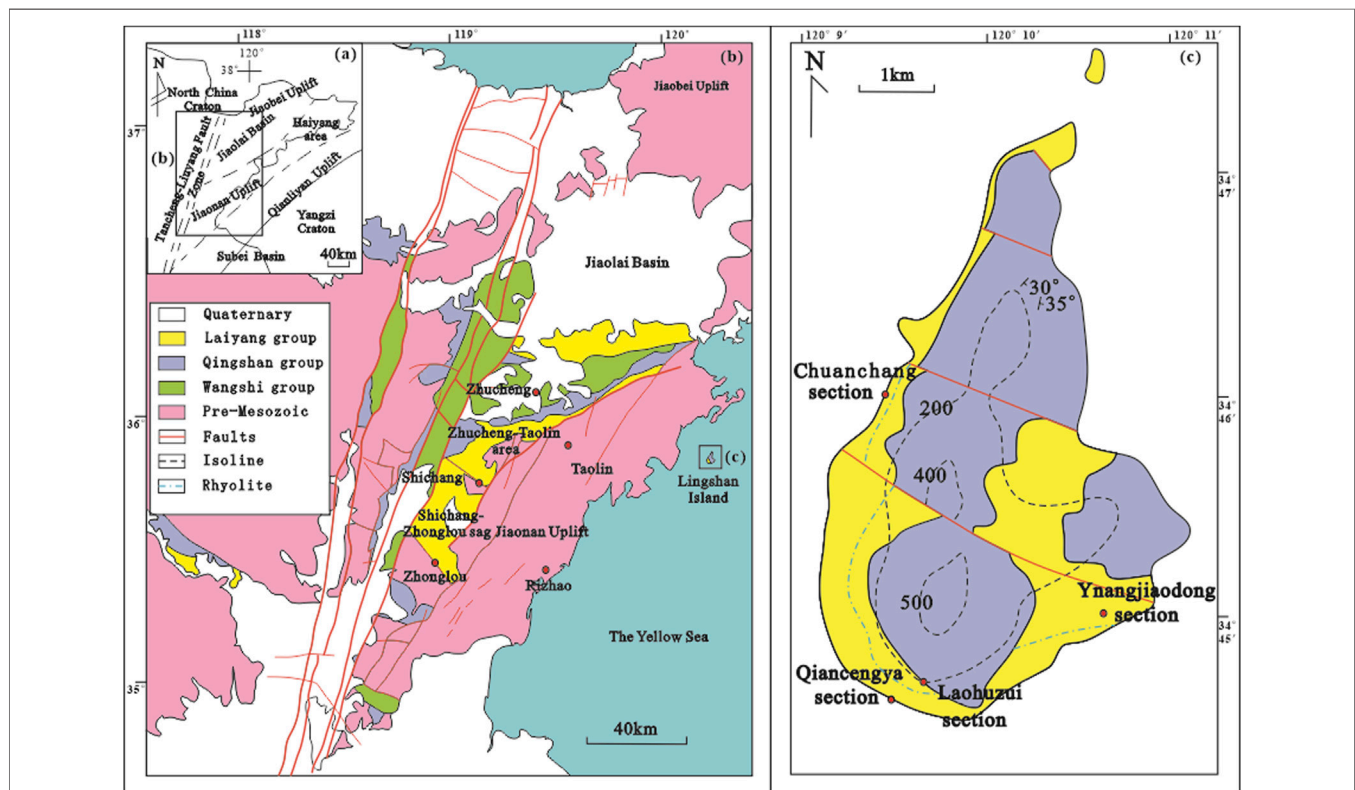 118°
119°
120°
(a)
120°
38°
N
North China
Craton
Jiaobei Uplift
Haiyang
area
Jiaolai Basin
(b)
Tancheng-Liuyang Fault
Zone
Jiaonan Uplift
Qianliyan Uplift
Yangzi
Craton
Subei Basin
40km
(b)
Jiaobei Uplift
37°
Jiaolai Basin
Quaternary
Laiyang group
Qingshan group
Wangshi group
Pre-Mesozoic
Faults
Isoline
Rhyolite
Zhucheng
36°
Zhucheng-Taolin
area
Taolin
Shichang
(c)
Lingshan
Island
Shichang-
Zhonglou sag Jiaonan Uplift
Zhonglou
Rizhao
The Yellow Sea
35°
40km
120° 9′
120° 10′
120° 11′
(c)
N
1km
34°
47′
30°
35°
Chuanchang
section
200
34°
46′
400
500
Ynangjiaodong
section
34°
45′
Qiancengya
section
Laohuzui
section